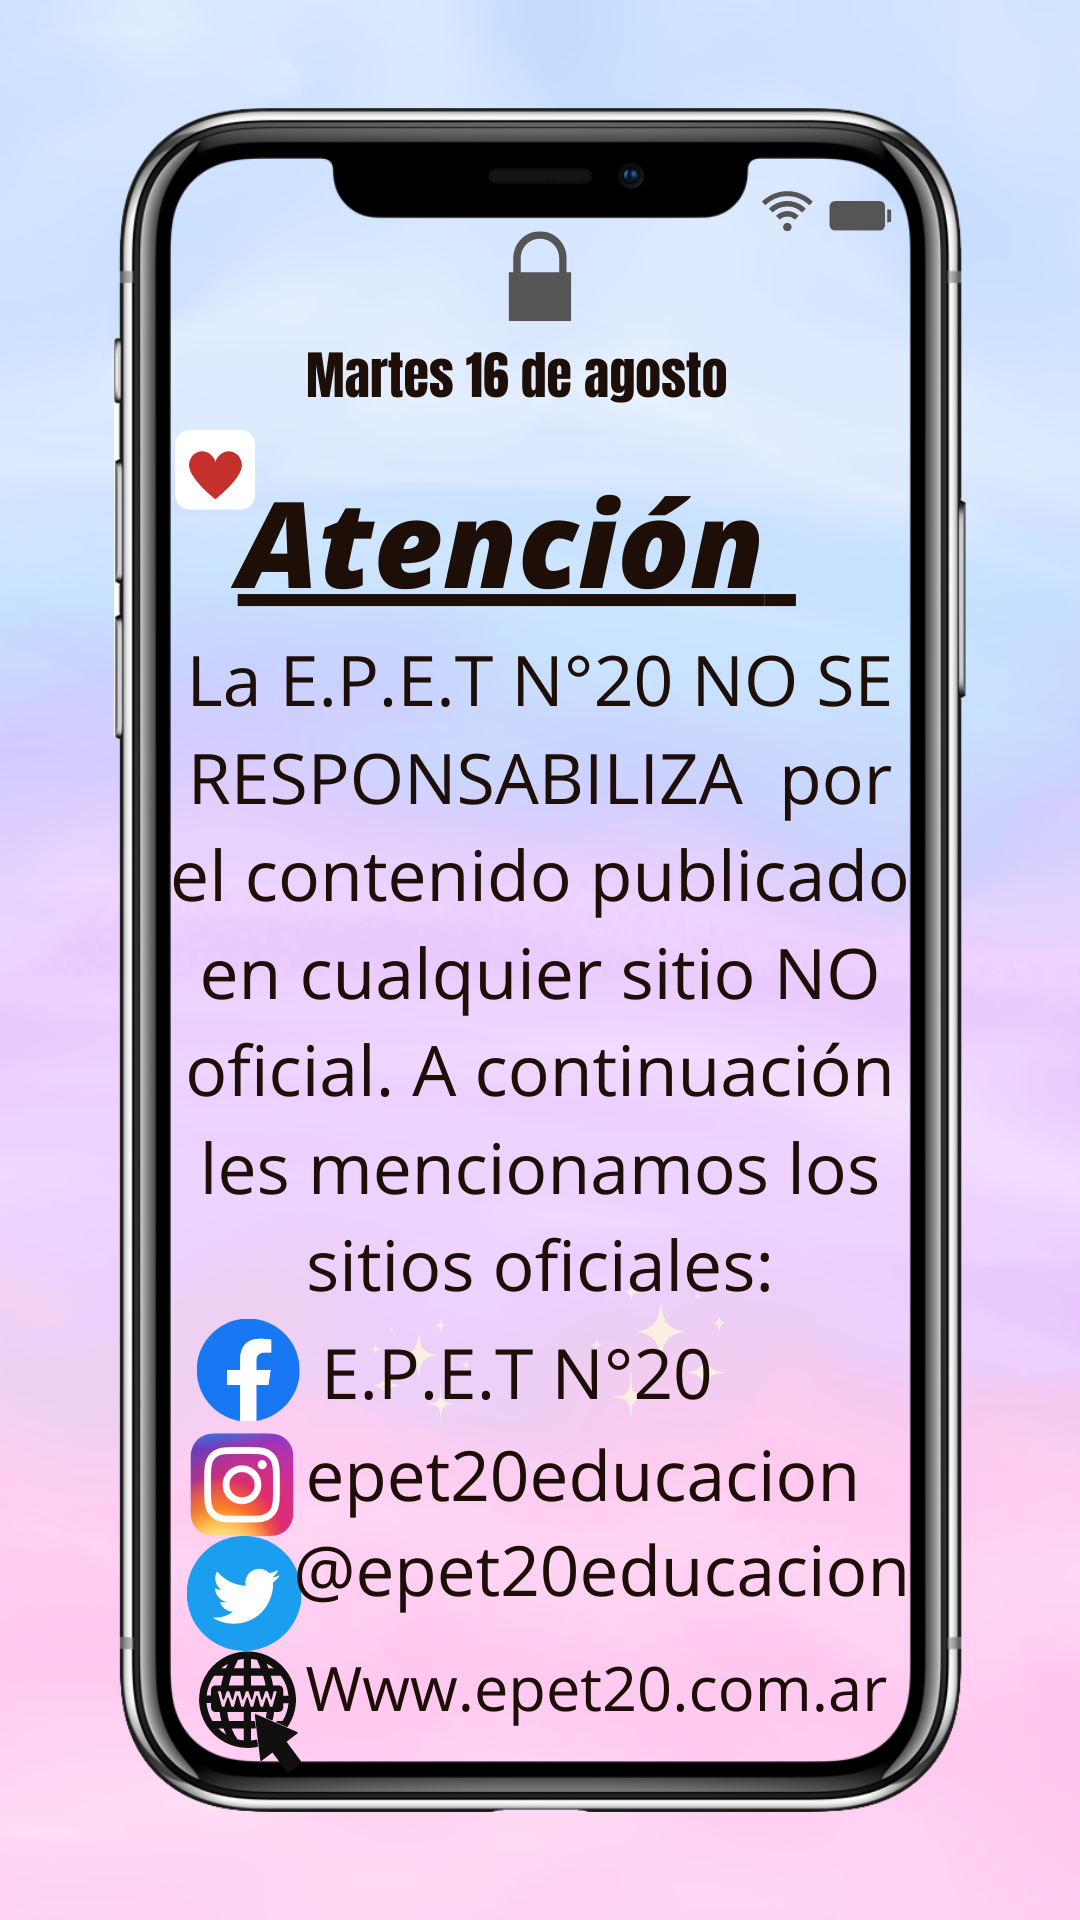 Martes 16 de agosto
Atención
La E.P.E.T N°20 NO SE
RESPONSABILIZA  por
el contenido publicado
en cualquier sitio NO
oficial. A continuación
les mencionamos los
sitios oficiales:
E.P.E.T N°20
epet20educacion
@epet20educacion
www Www.epet20.com.ar